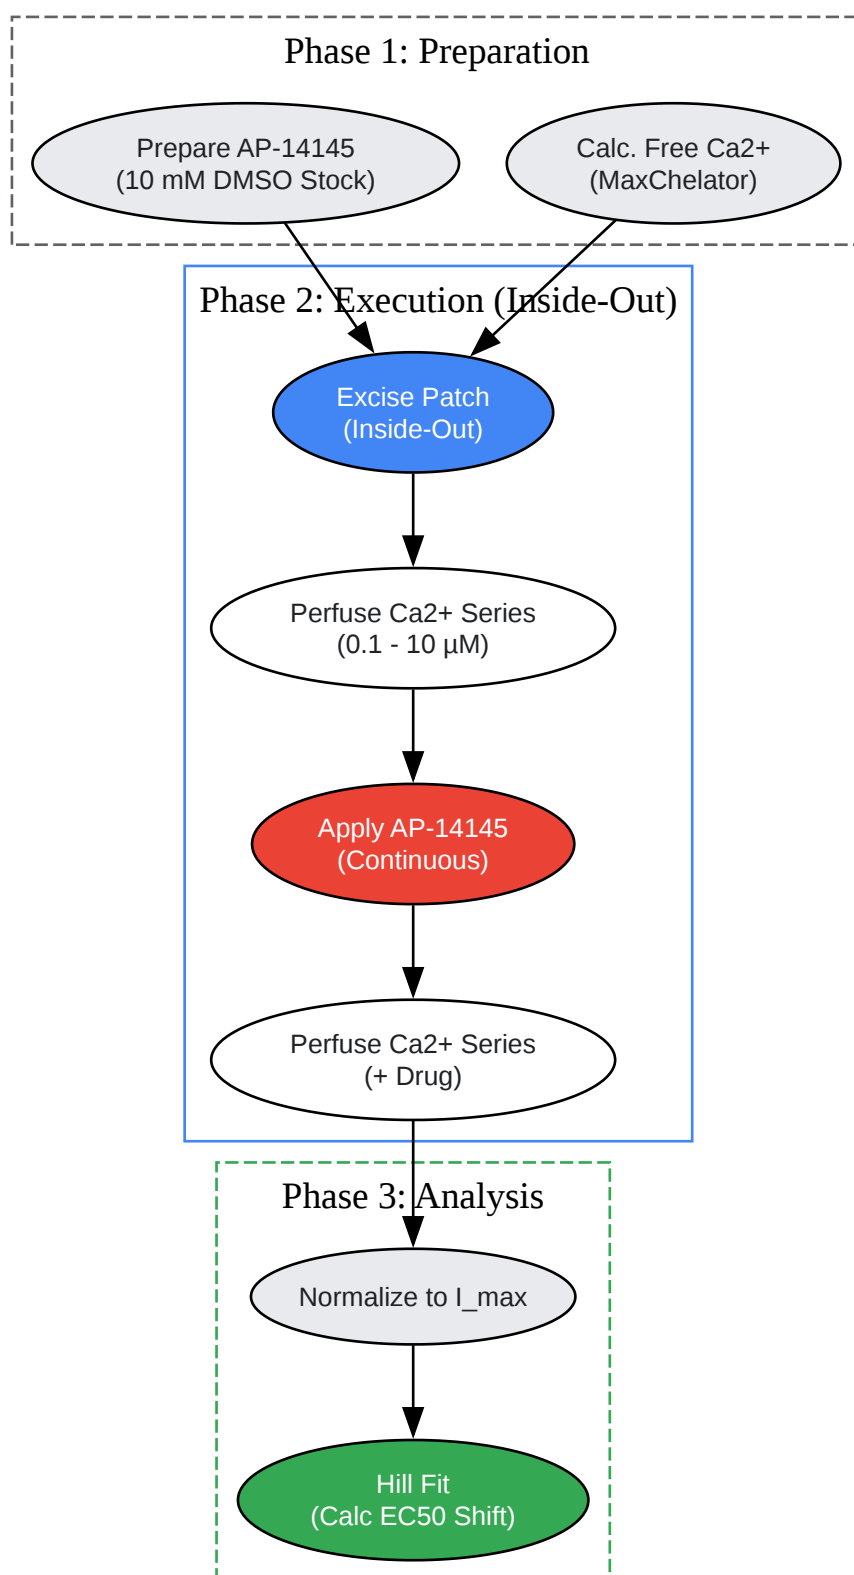 Phase 1: Preparation
Prepare AP-14145
(10 mM DMSO Stock)
Calc. Free Ca2+
(MaxChelator)
Phase 2: Execution (Inside-Out)
Excise Patch
(Inside-Out)
Perfuse Ca2+ Series
(0.1 - 10 µM)
Apply AP-14145
(Continuous)
Perfuse Ca2+ Series
(+ Drug)
Phase 3: Analysis
Normalize to I_max
Hill Fit
(Calc EC50 Shift)